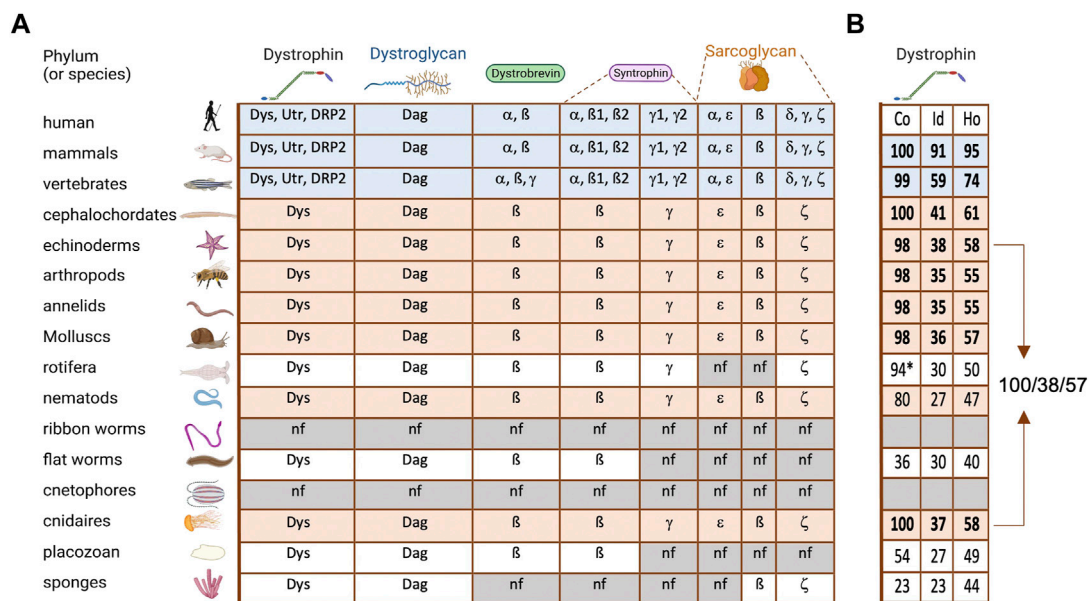 A
B
Phylum
(or species)
Dystrophin
Dystroglycan
Dystrobrevin
Syntrophin
Sarcoglycan
Dystrophin
human Dys, Utr, DRP2 Dag α, ß α, ß1, ß2 γ1, γ2 α, ε ß δ, γ, ζ Co Id Ho
mammals Dys, Utr, DRP2 Dag α, ß α, ß1, ß2 γ1, γ2 α, ε ß δ, γ, ζ 100 91 95
vertebrates Dys, Utr, DRP2 Dag α, ß, γ α, ß1, ß2 γ1, γ2 α, ε ß δ, γ, ζ 99 59 74
cephalochordates Dys Dag ß ß γ ε ß ζ 100 41 61
echinoderms Dys Dag ß ß γ ε ß ζ 98 38 58
arthropods Dys Dag ß ß γ ε ß ζ 98 35 55
annelids Dys Dag ß ß γ ε ß ζ 98 35 55
Molluscs Dys Dag ß ß γ ε ß ζ 98 36 57
rotifera Dys Dag ß ß γ nf nf ζ 94* 30 50
100/38/57
nematods Dys Dag ß ß γ ε ß ζ 80 27 47
ribbon worms nf nf nf nf nf nf nf nf
flat worms Dys Dag ß ß nf nf nf nf 36 30 40
cnetophores nf nf nf nf nf nf nf nf
cnidaires Dys Dag ß ß γ ε ß ζ 100 37 58
placozoan Dys Dag ß ß nf nf nf nf 54 27 49
sponges Dys Dag nf nf nf nf ß ζ 23 23 44